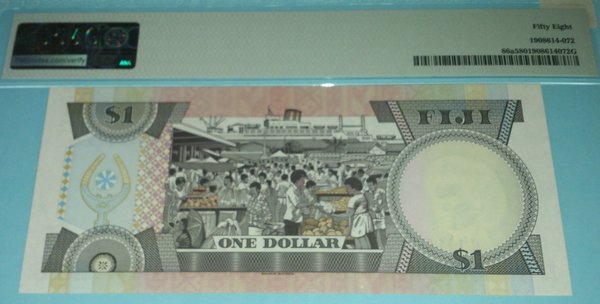 Fifty Eight
1908614-072
86a5801908614072G
$1
FIJI
ONE DOLLAR
$1